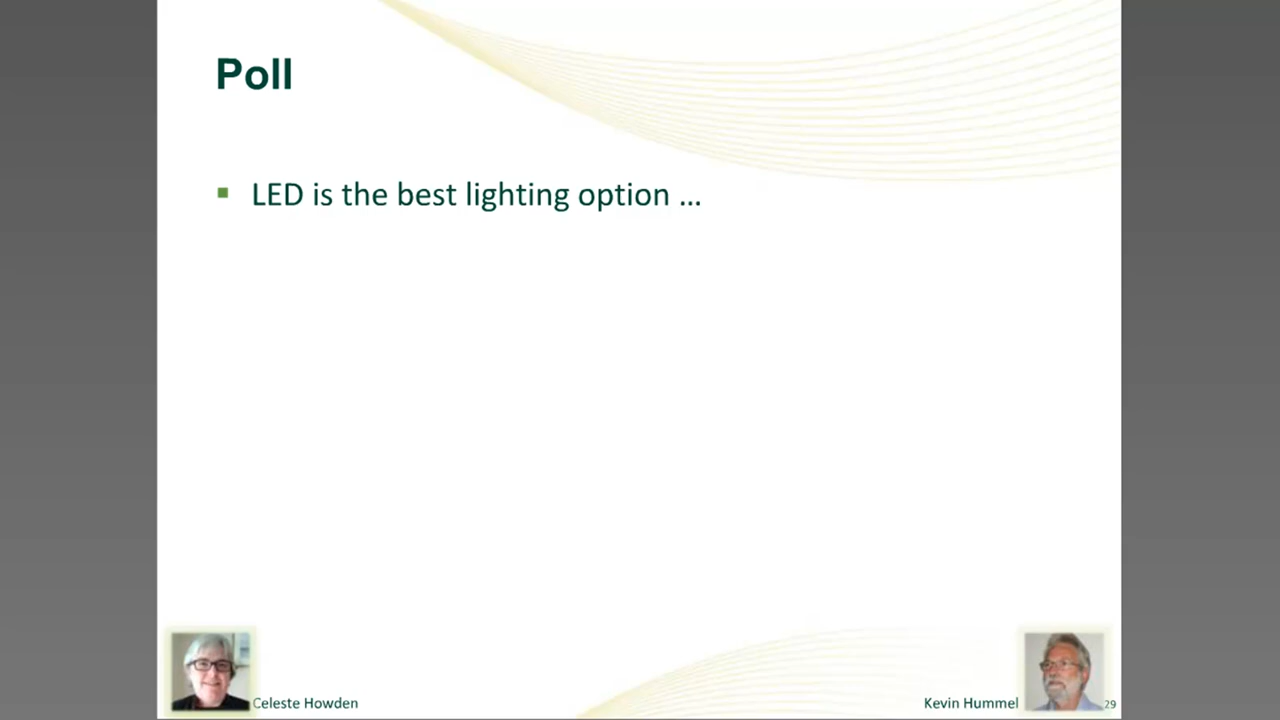 Poll
▪ LED is the best lighting option ...
Celeste Howden
Kevin Hummel
29